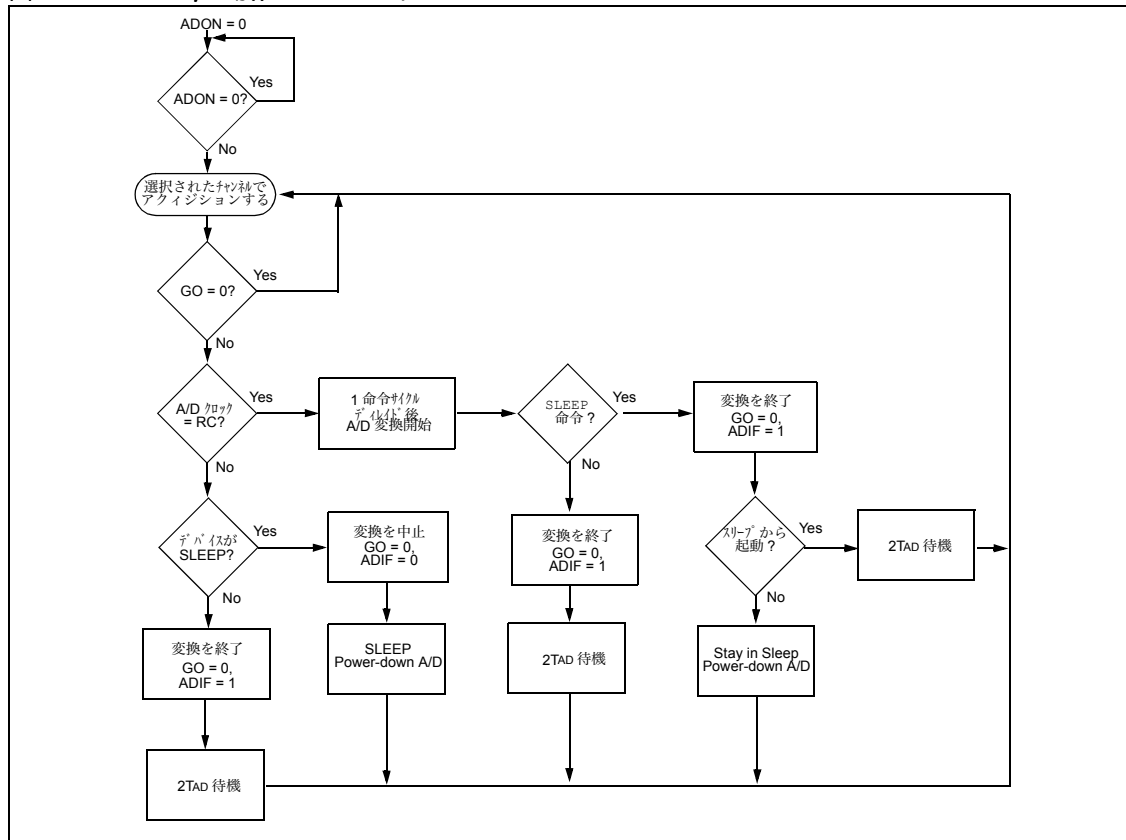 ADON = 0
ADON = 0?
Yes
No
選択されたﾁｬﾝﾈﾙで
アクィジションする
GO = 0?
Yes
No
A/D ｸﾛｯｸ
= RC?
Yes
No
1 命令ｻｲｸﾙ
ﾃﾞｨﾚｲﾄﾞ後
A/D 変換開始
SLEEP
命令 ?
Yes
No
変換を終了
GO = 0,
ADIF = 1
デバイスが
SLEEP?
Yes
No
変換を中止
GO = 0,
ADIF = 0
変換を終了
GO = 0,
ADIF = 1
ｽﾘｰﾌﾟから
起動 ?
Yes
No
2TAD 待機
変換を終了
GO = 0,
ADIF = 1
SLEEP
Power-down A/D
2TAD 待機
Stay in Sleep
Power-down A/D
2TAD 待機